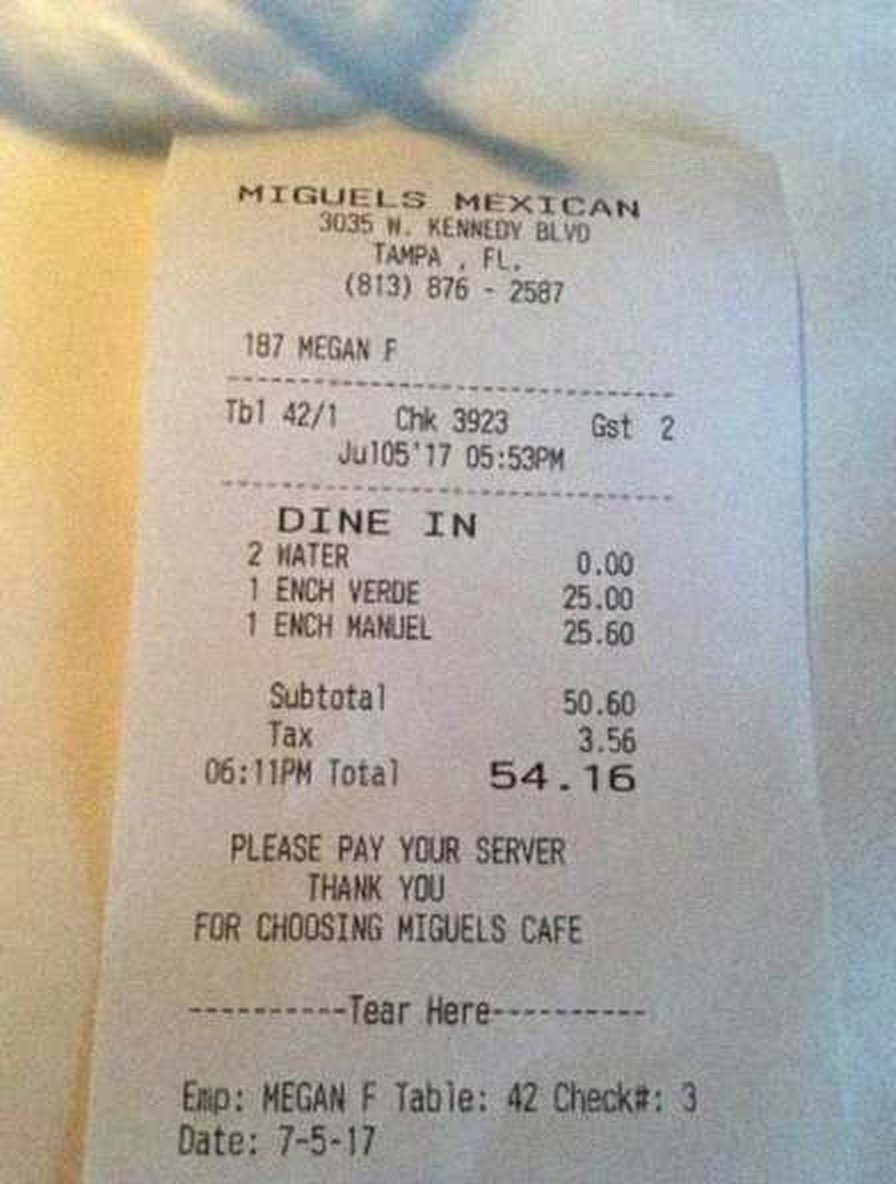 MIGUELS MEXICAN
3035 W. KENNEDY BLVD
TAMPA , FL.
(813) 876 - 2587
187 MEGAN F
--------------------------------
Tbl 42/1 Chk 3923 Gst 2
Jul05'17 05:53PM
--------------------------------
DINE IN
2 WATER 0.00
1 ENCH VERDE 25.00
1 ENCH MANUEL 25.60
Subtotal 50.60
Tax 3.56
06:11PM Total 54.16
PLEASE PAY YOUR SERVER
THANK YOU
FOR CHOOSING MIGUELS CAFE
----------Tear Here----------
Emp: MEGAN F Table: 42 Check#: 3
Date: 7-5-17